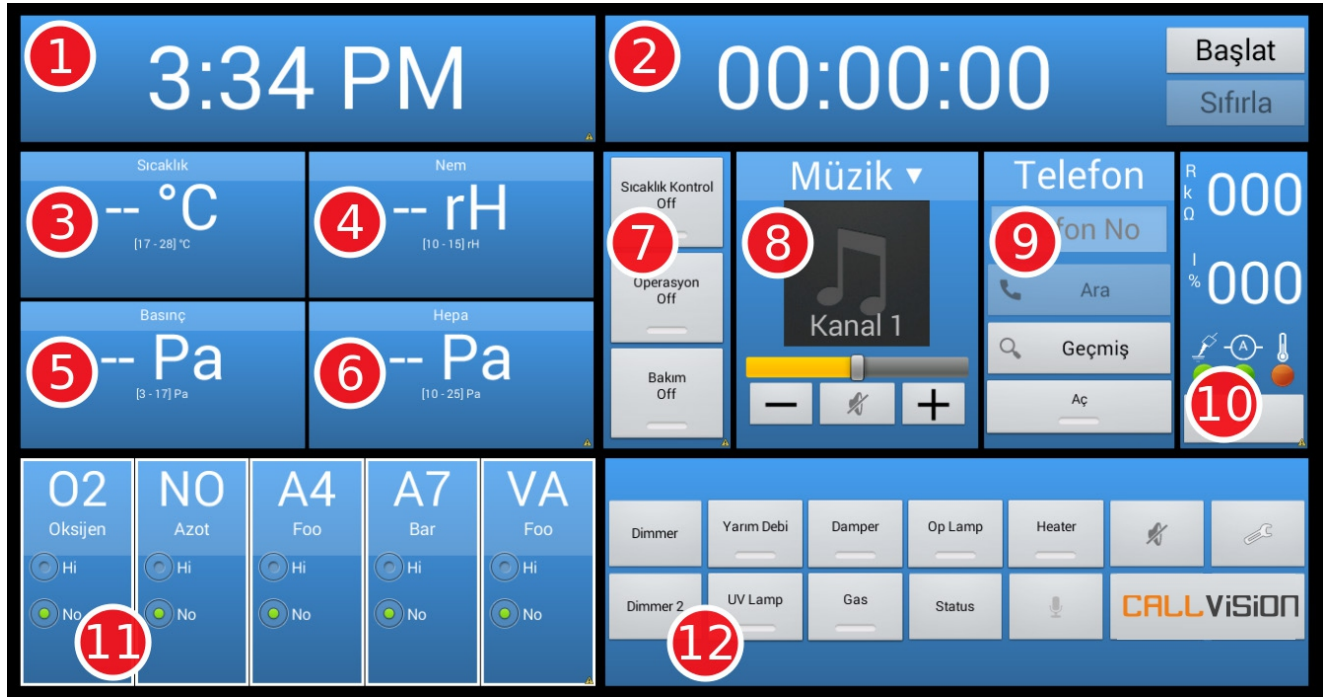 1
3:34 PM
2
00:00:00
Başlat
Sıfırla
Sıcaklık
3
-- °C
[17 - 28] °C
Nem
4
-- rH
[10 - 15] rH
Basınç
5
-- Pa
[3 - 17] Pa
Hepa
6
-- Pa
[10 - 25] Pa
Sıcaklık Kontrol
Off
7
Operasyon
Off
Bakım
Off
Müzik
8
Kanal 1
Telefon
9
fon No
Ara
Geçmiş
Aç
R
k
Ω
000
I
%
000
A
10
O2
Oksijen
Hi
No
11
NO
Azot
Hi
No
A4
Foo
Hi
No
A7
Bar
Hi
No
VA
Foo
Hi
No
Dimmer
Yarım Debi
Damper
Op Lamp
Heater
Dimmer 2
UV Lamp
Gas
Status
CALLViSiON
12